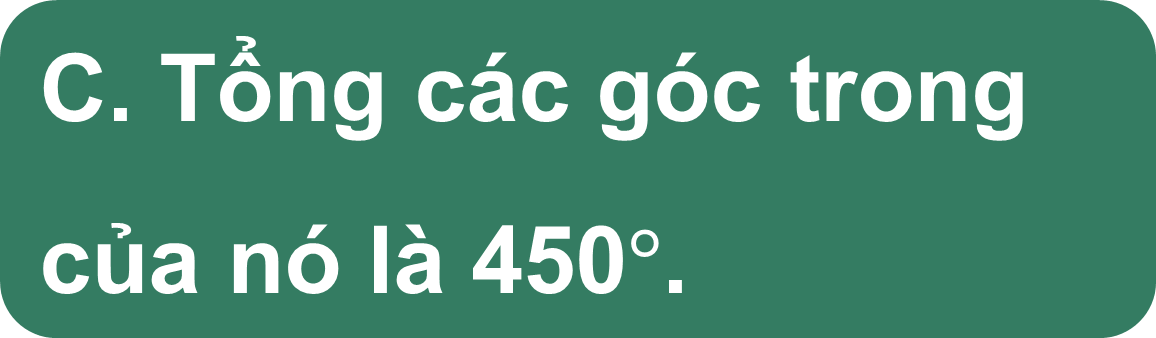 C. Tổng các góc trong
của nó là 450°.